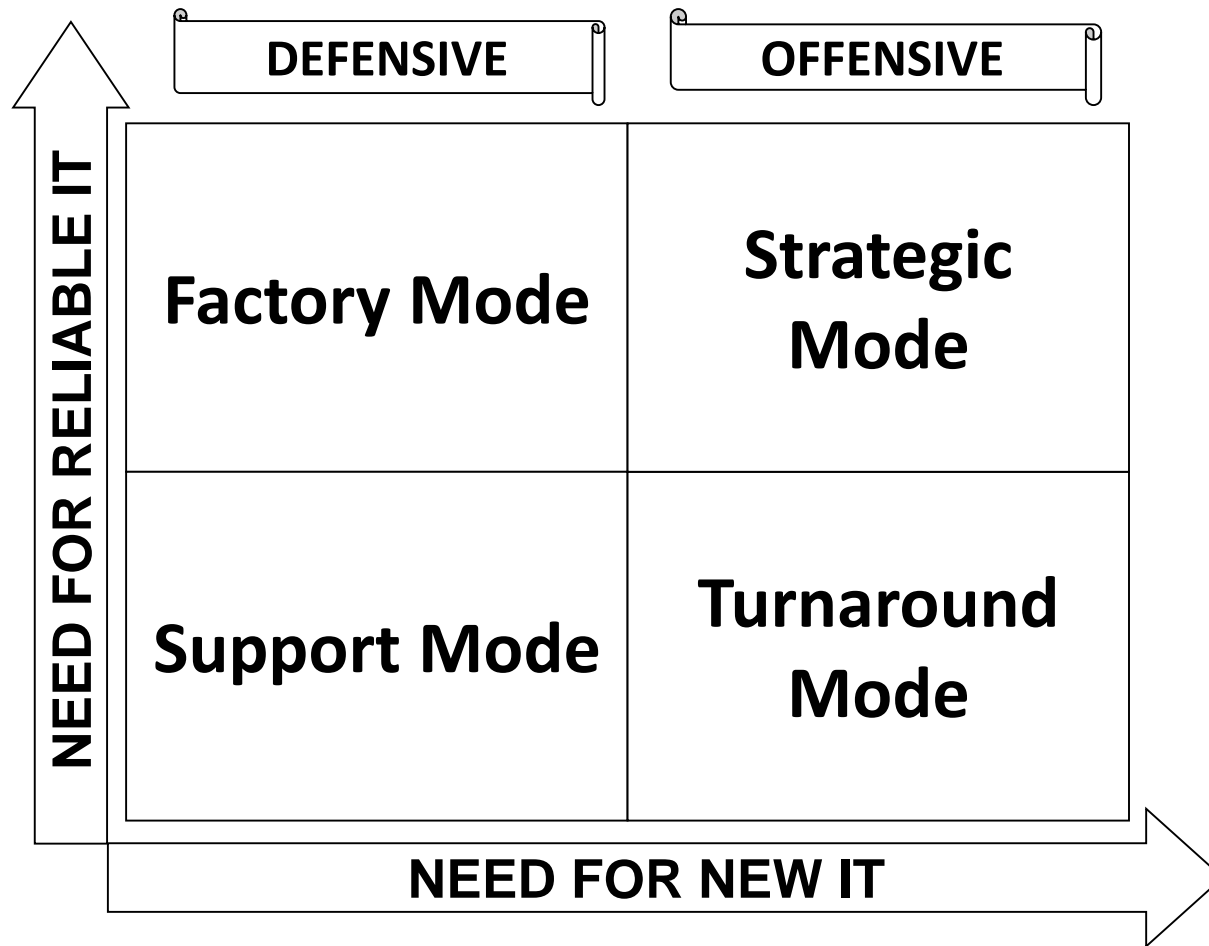 DEFENSIVE
OFFENSIVE
NEED FOR RELIABLE IT
Factory Mode
Strategic
Mode
Support Mode
Turnaround
Mode
NEED FOR NEW IT